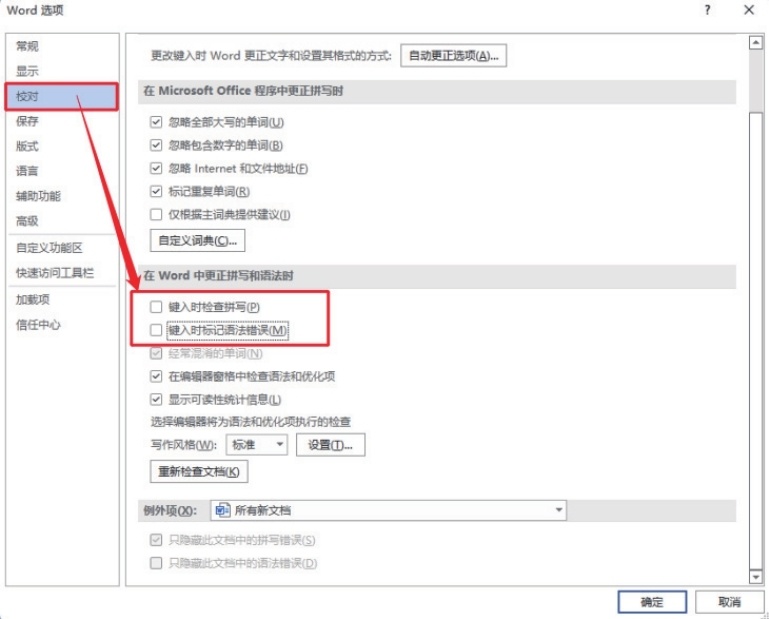 Word 选项
常规
显示
校对
保存
版式
语言
辅助功能
高级
自定义功能区
快速访问工具栏
加载项
信任中心
更改键入时 Word 更正文字和设置其格式的方式: 自动更正选项(A)...
在 Microsoft Office 程序中更正拼写时
忽略全部大写的单词(U)
忽略包含数字的单词(B)
忽略 Internet 和文件地址(F)
标记重复单词(R)
仅根据主词典提供建议(I)
自定义词典(C)...
在 Word 中更正拼写和语法时
键入时检查拼写(P)
键入时标记语法错误(M)
经常混淆的单词(N)
在编辑器窗格中检查语法和优化项
显示可读性统计信息(L)
选择编辑器将为语法和优化项执行的检查
写作风格(W): 标准 设置(T)...
重新检查文档(K)
例外项(X): 所有新文档
只隐藏此文档中的拼写错误(S)
只隐藏此文档中的语法错误(D)
确定 取消